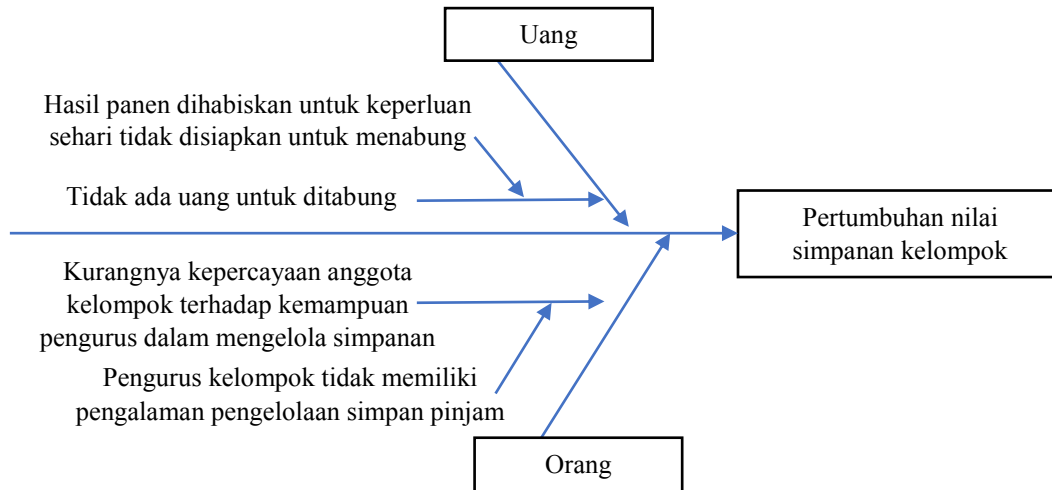 Uang
Hasil panen dihabiskan untuk keperluan
sehari tidak disiapkan untuk menabung
Tidak ada uang untuk ditabung
Pertumbuhan nilai
simpanan kelompok
Kurangnya kepercayaan anggota
kelompok terhadap kemampuan
pengurus dalam mengelola simpanan
Pengurus kelompok tidak memiliki
pengalaman pengelolaan simpan pinjam
Orang